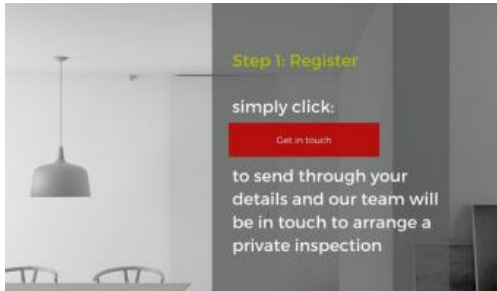 Step 1: Register
simply click:
Get in touch
to send through your
details and our team will
be in touch to arrange a
private inspection